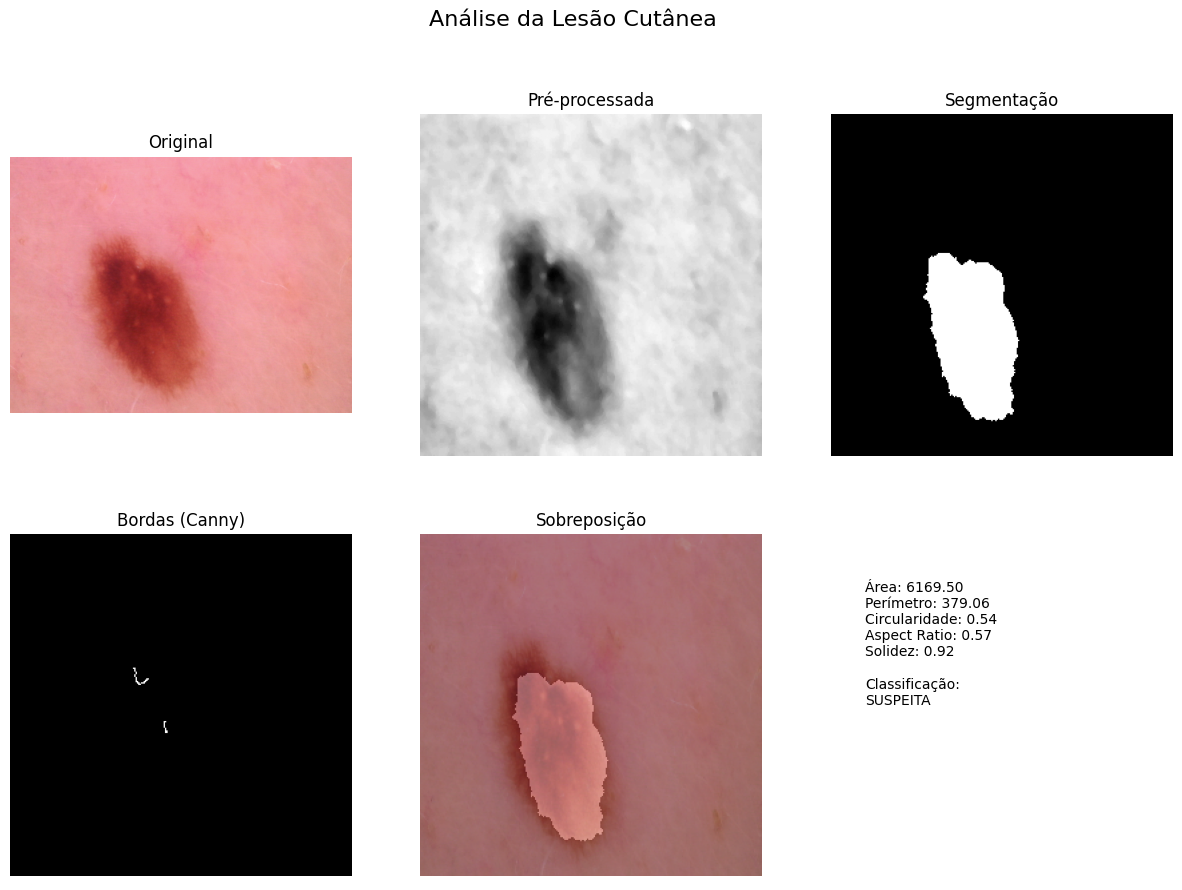 Análise da Lesão Cutânea
Original
Pré-processada
Segmentação
Bordas (Canny)
Sobreposição
Área: 6169.50
Perímetro: 379.06
Circularidade: 0.54
Aspect Ratio: 0.57
Solidez: 0.92
Classificação:
SUSPEITA